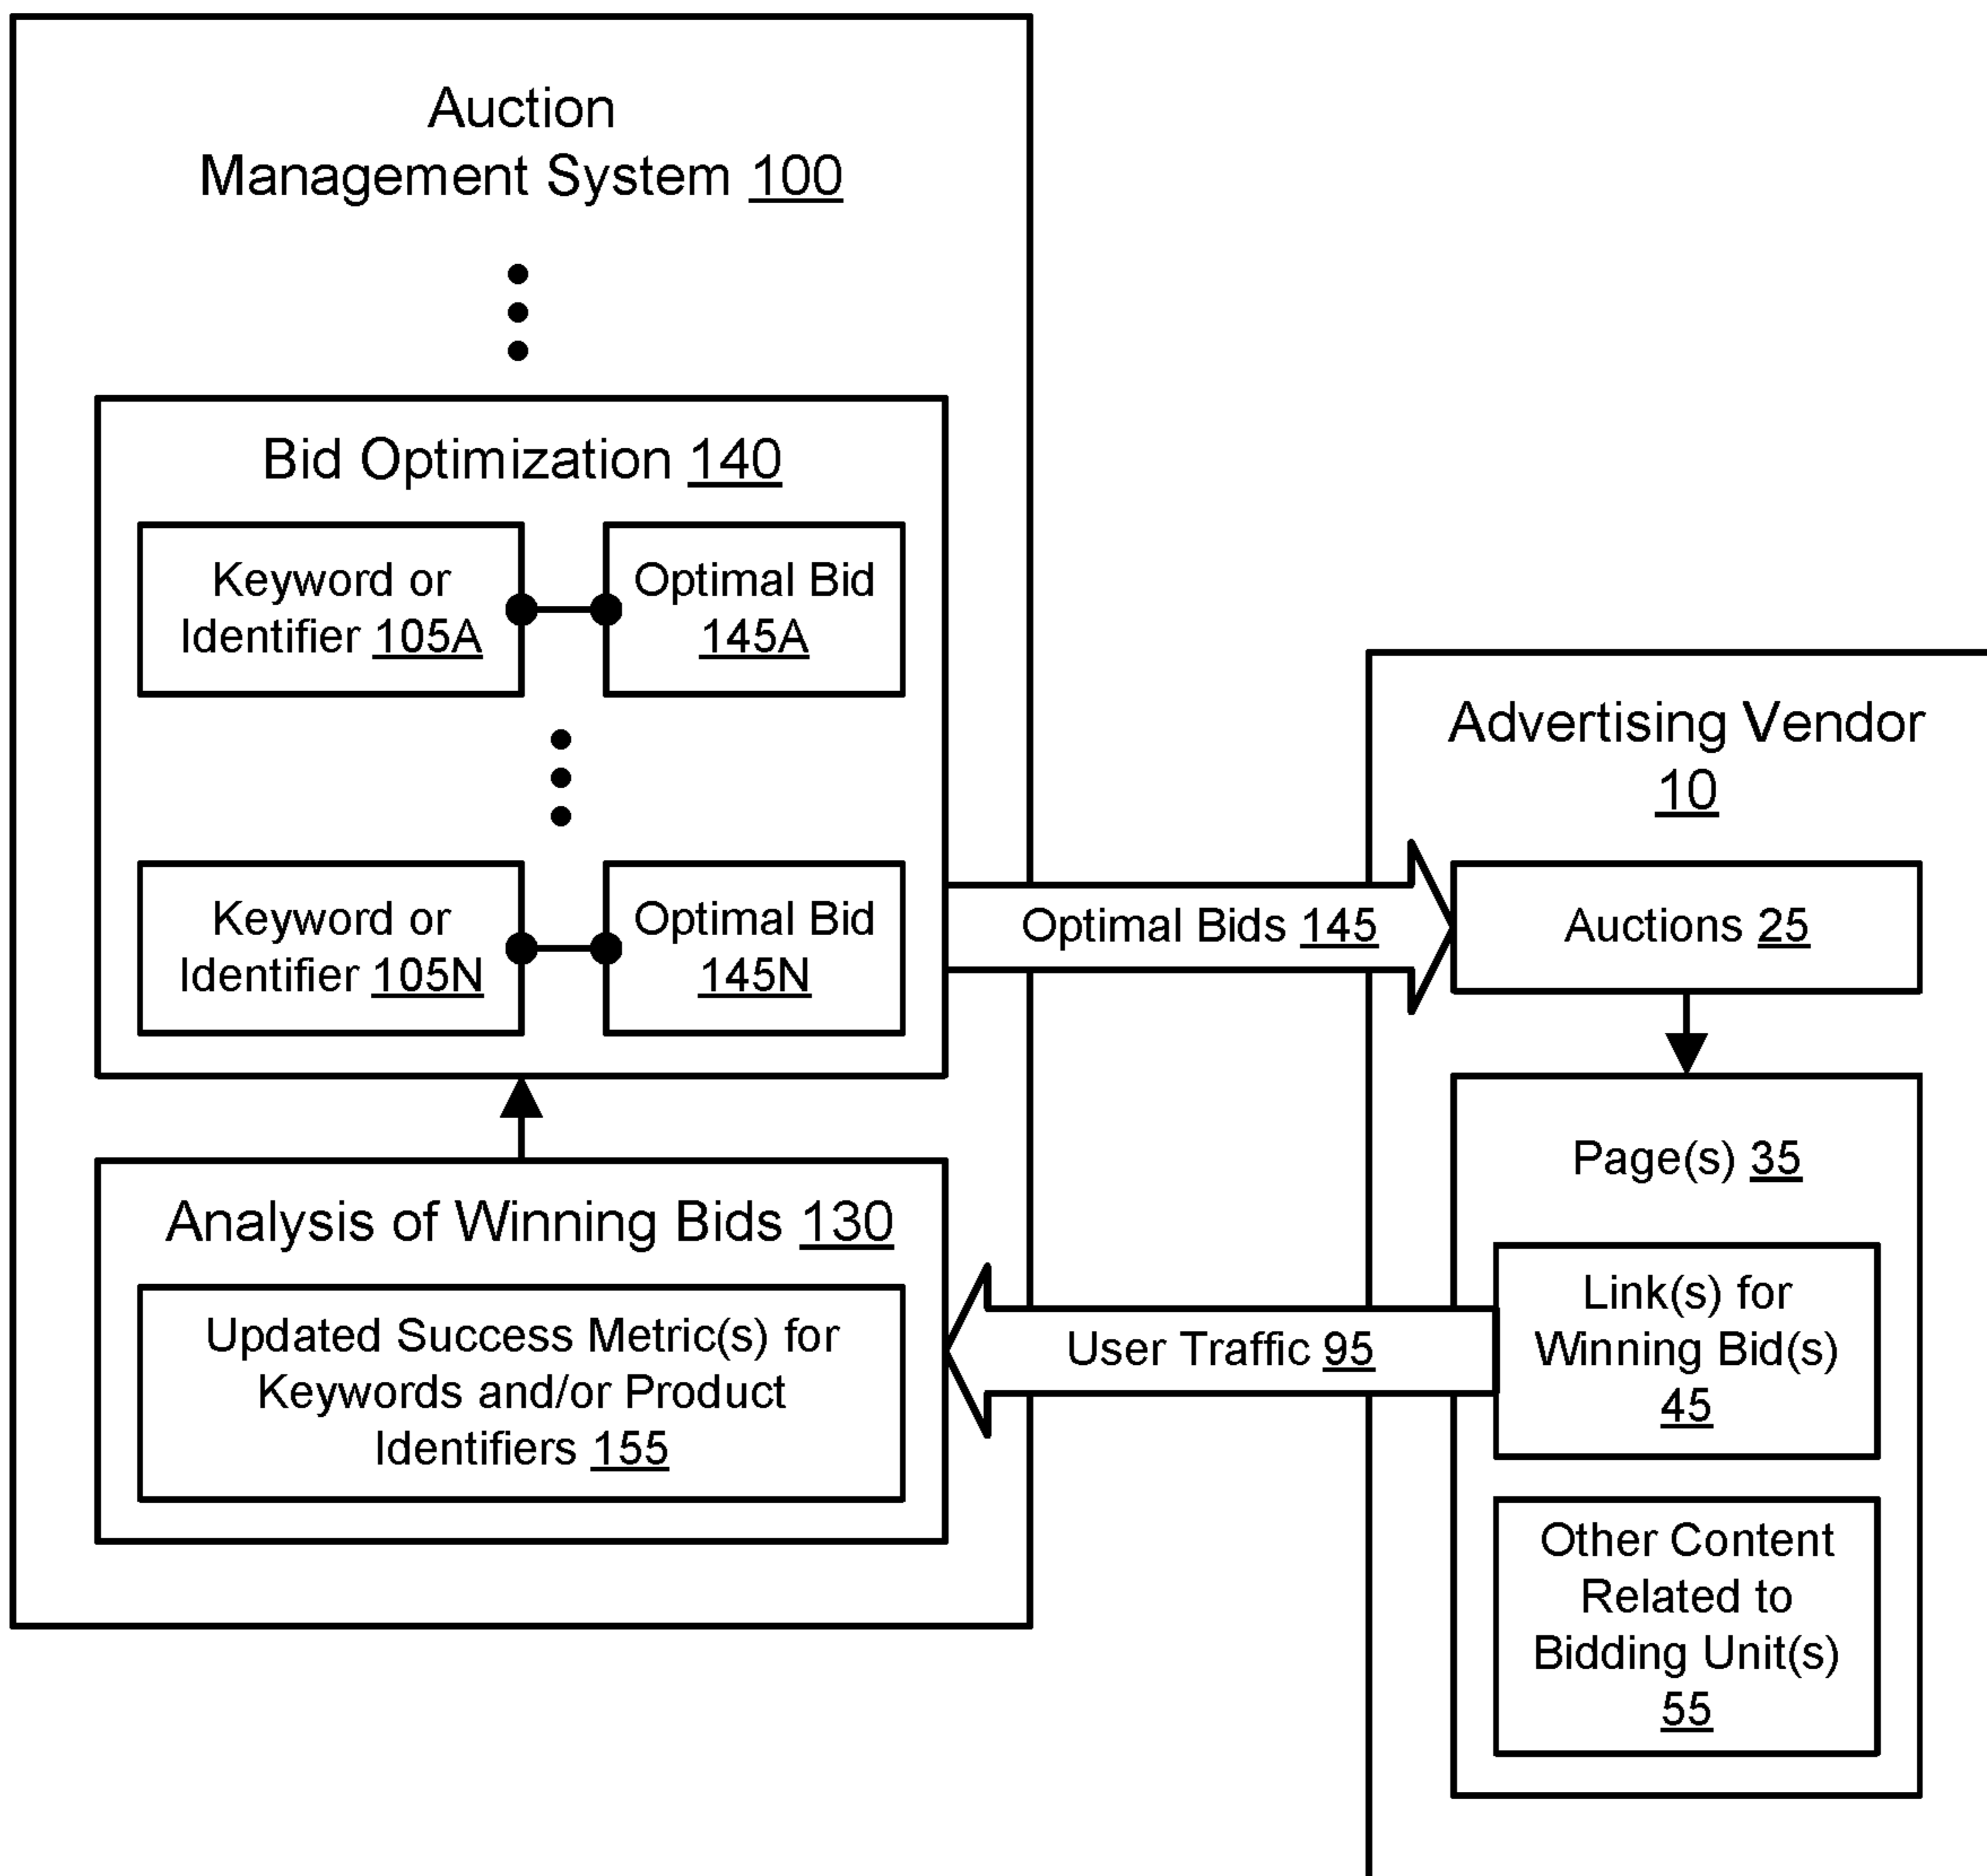 Auction
Management System 100
Bid Optimization 140
Keyword or
Identifier 105A
Optimal Bid
145A
Keyword or
Identifier 105N
Optimal Bid
145N
Analysis of Winning Bids 130
Updated Success Metric(s) for
Keywords and/or Product
Identifiers 155
Optimal Bids 145
User Traffic 95
Advertising Vendor
10
Auctions 25
Page(s) 35
Link(s) for
Winning Bid(s)
45
Other Content
Related to
Bidding Unit(s)
55